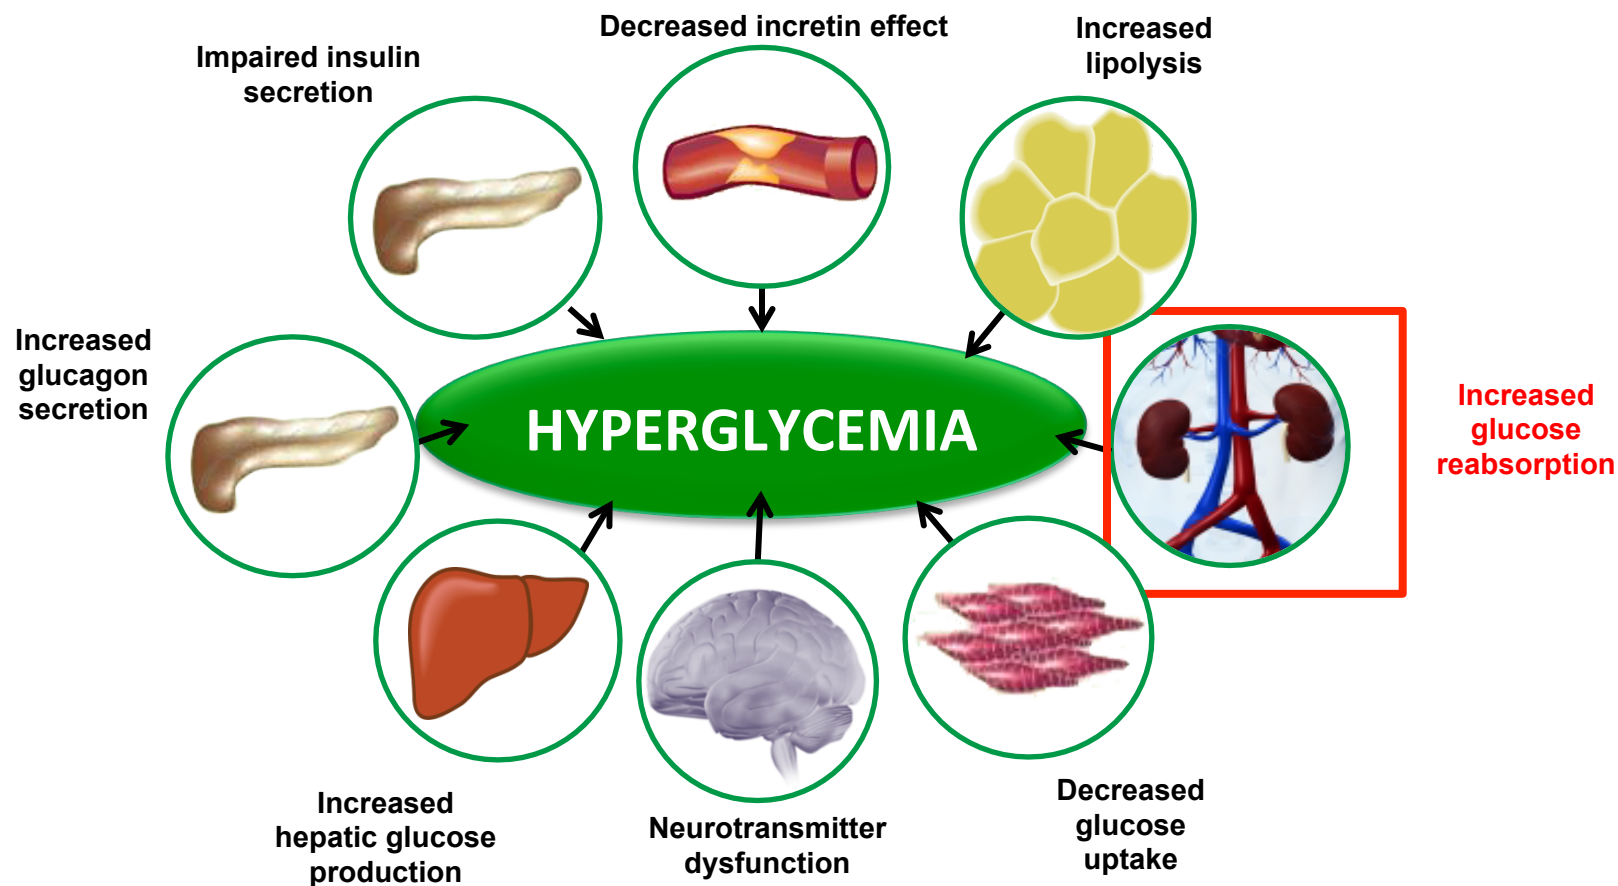 Decreased incretin effect
Impaired insulin
secretion
Increased
lipolysis
Increased
glucagon
secretion
HYPERGLYCEMIA
Increased
glucose
reabsorption
Increased
hepatic glucose
production
Neurotransmitter
dysfunction
Decreased
glucose
uptake